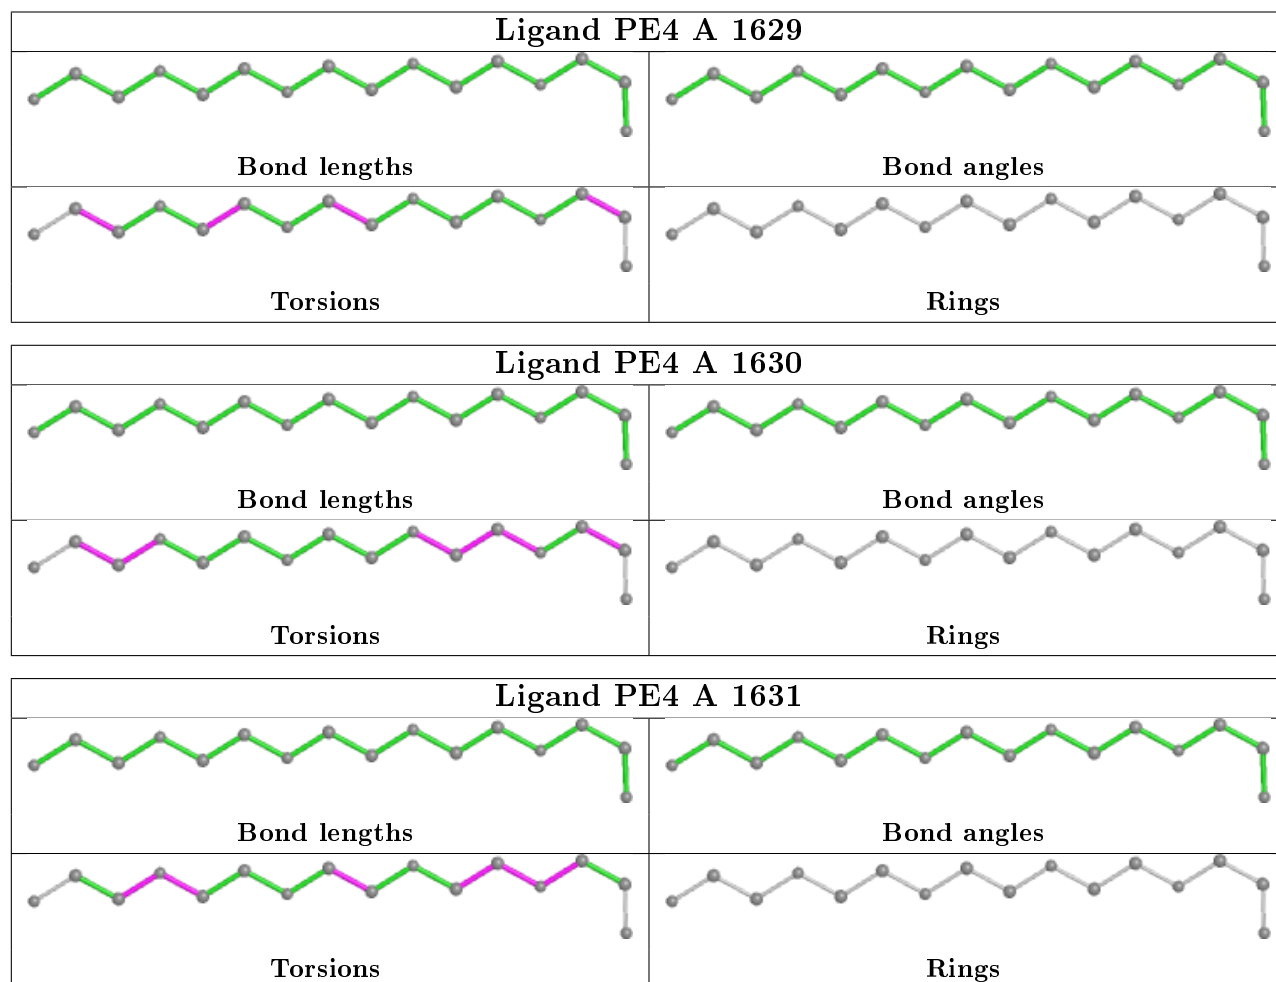 Ligand PE4 A 1629
Bond lengths Bond angles
Torsions Rings
Ligand PE4 A 1630
Bond lengths Bond angles
Torsions Rings
Ligand PE4 A 1631
Bond lengths Bond angles
Torsions Rings